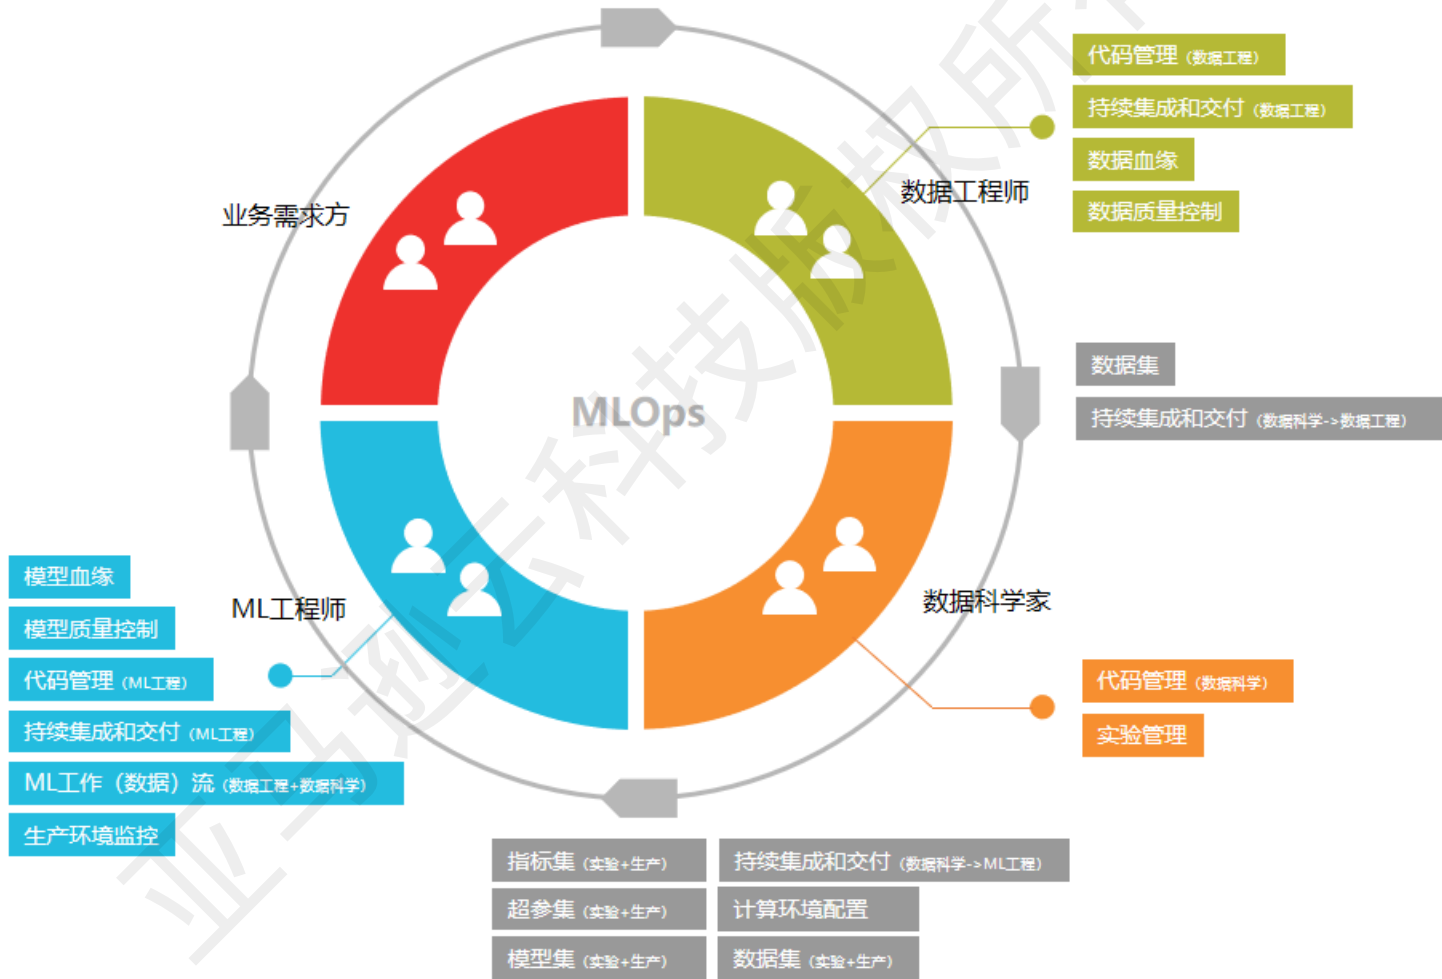 代码管理（数据工程）
持续集成和交付（数据工程）
数据血缘
数据质量控制
数据工程师
业务需求方
数据集
持续集成和交付（数据科学->数据工程）
MLOps
模型血缘
模型质量控制
代码管理（ML工程）
持续集成和交付（ML工程）
ML工作（数据）流（数据工程+数据科学）
生产环境监控
ML工程师
数据科学家
代码管理（数据科学）
实验管理
指标集（实验+生产）
持续集成和交付（数据科学->ML工程）
超参集（实验+生产）
计算环境配置
模型集（实验+生产）
数据集（实验+生产）
亚马逊云科技版权所